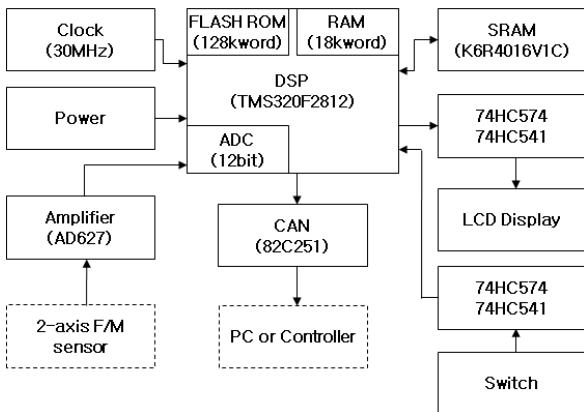 Clock
(30MHz)
FLASH ROM
(128kword)
RAM
(18kword)
SRAM
(K6R4016V1C)
DSP
(TMS320F2812)
Power
74HC574
74HC541
ADC
(12bit)
Amplifier
(AD627)
CAN
(82C251)
LCD Display
2-axis F/M
sensor
PC or Controller
74HC574
74HC541
Switch